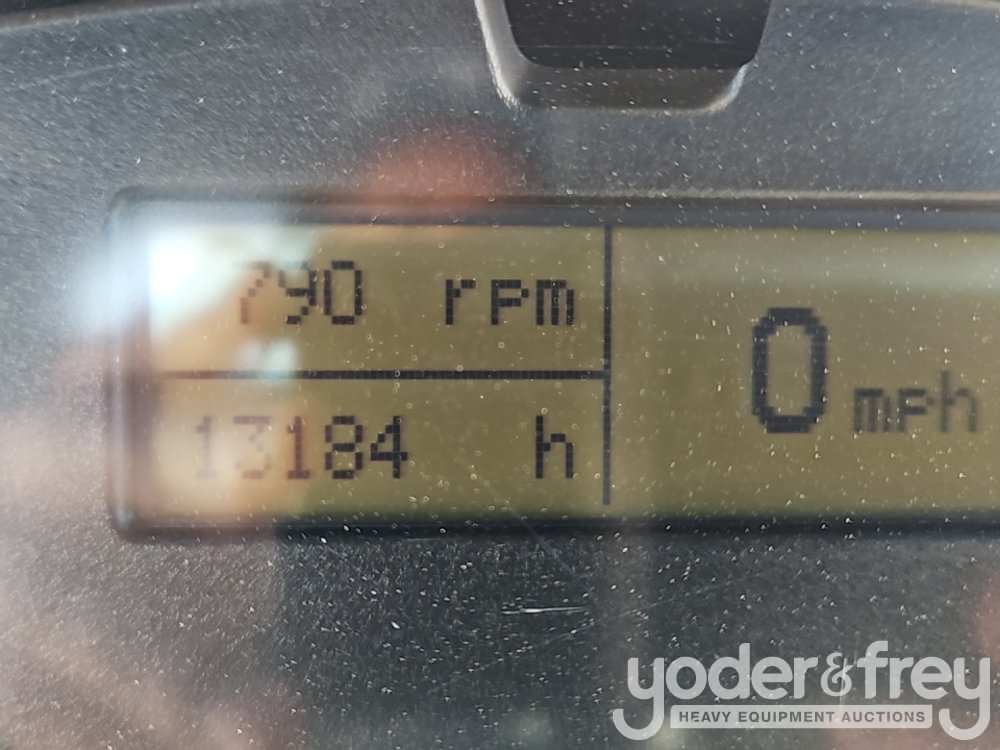 790 rpm
13184 h
0 mph
yoder&frey
HEAVY EQUIPMENT AUCTIONS